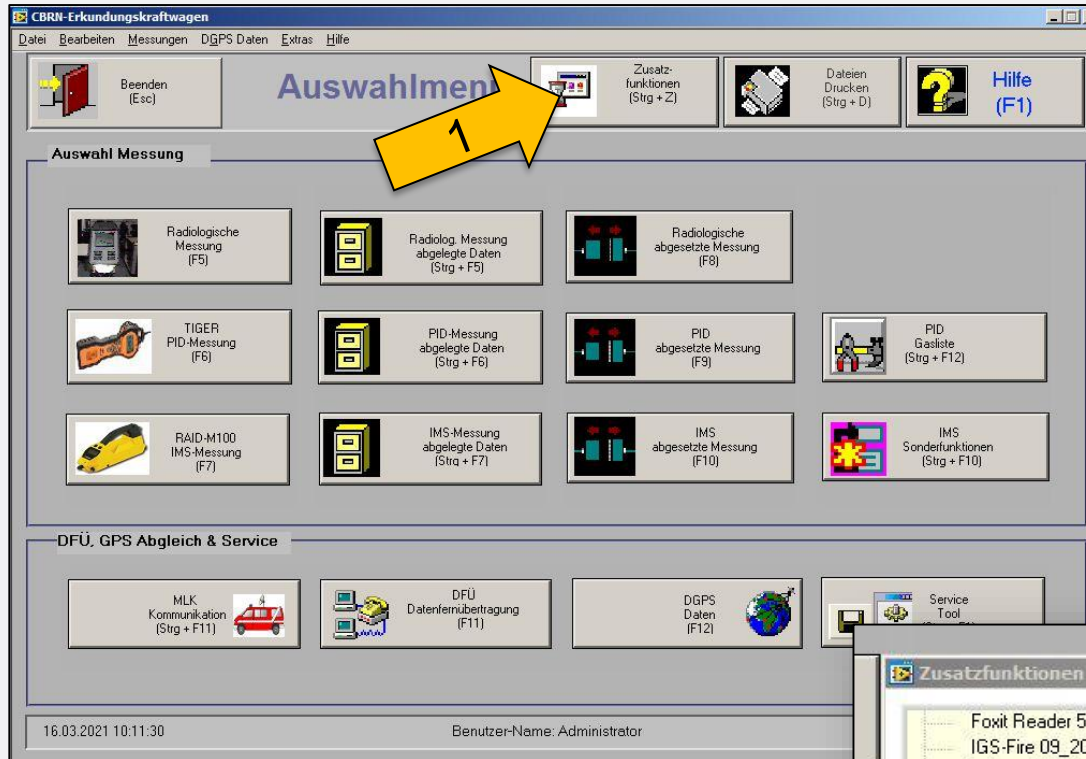 CBRN-Erkundungskraftwagen
Datei Bearbeiten Messungen DGPS Daten Extras Hilfe
Beenden
(Esc)
Zusatz-
funktionen
(Strg + Z)
Dateien
Drucken
(Strg + D)
Hilfe
(F1)
1
Auswahl Messung
Radiologische
Messung
(F5)
Radiolog. Messung
abgelegte Daten
(Strg + F5)
Radiologische
abgesetzte Messung
(F8)
TIGER
PID-Messung
(F6)
PID-Messung
abgelegte Daten
(Strg + F6)
PID
abgesetzte Messung
(F9)
PID
Gasliste
(Strg + F12)
RAID-M100
IMS-Messung
(F7)
IMS-Messung
abgelegte Daten
(Strg + F7)
IMS
abgesetzte Messung
(F10)
IMS
Sonderfunktionen
(Strg + F10)
DFÜ, GPS Abgleich & Service
MLK
Kommunikation
(Strg + F11)
DFÜ
Datenfernübertragung
(F11)
DGPS
Daten
(F12)
Service
Tool
16.03.2021 10:11:30
Benutzer-Name: Administrator
Zusatzfunktionen
Foxit Reader 5
IGS-Fire 09_20